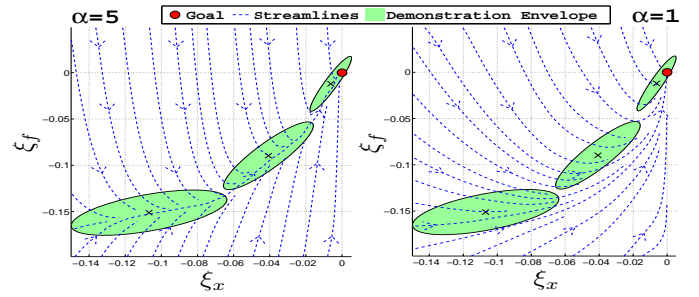 α=5
Goal Streamlines Demonstration Envelope
α=1
0
−0.05
−0.1
−0.15
ξf
−0.14 −0.12 −0.1 −0.08 −0.06 −0.04 −0.02 0
ξx
0
−0.05
−0.1
−0.15
ξf
−0.14 −0.12 −0.1 −0.08 −0.06 −0.04 −0.02 0
ξx